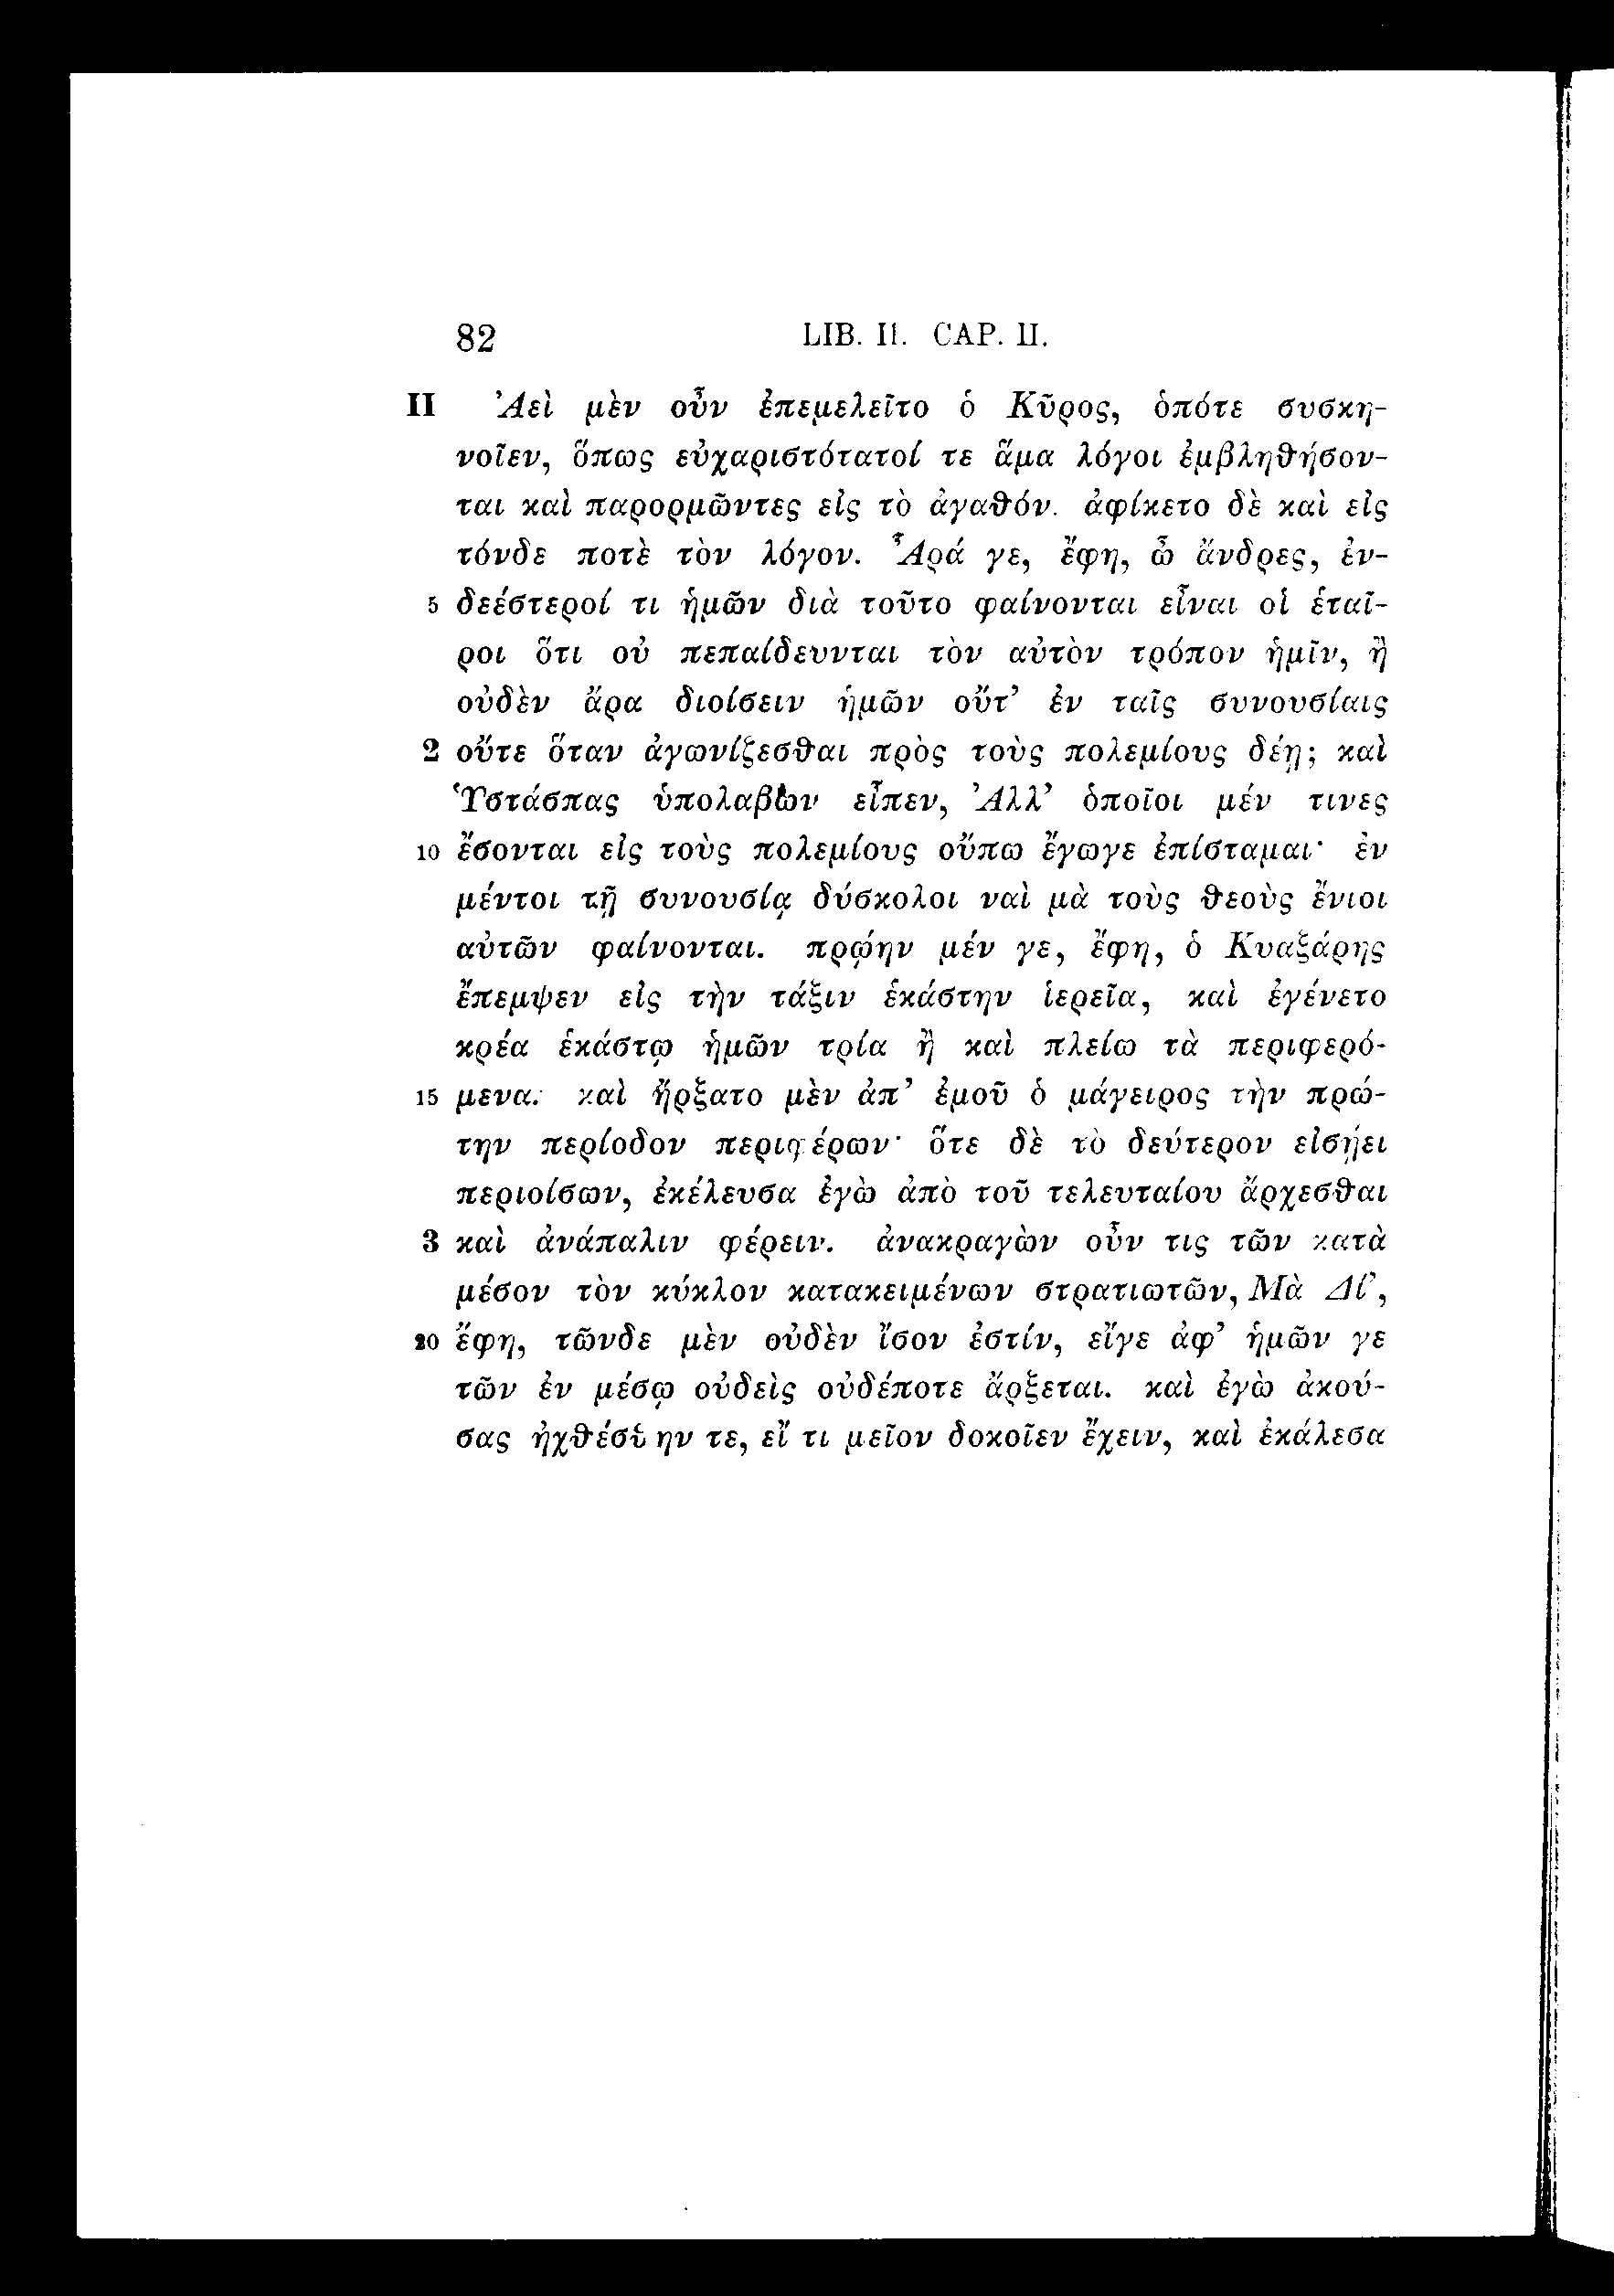 82 LIB. II. CAP. II.
II Ἀεὶ μὲν οὖν ἐπεμελεῖτο ὁ Κῦρος, ὁπότε συσκη-
νοῖεν, ὅπως εὐχαριστότατοί τε ἅμα λόγοι ἐμβληθήσον-
ται καὶ παρορμῶντες εἰς τὸ ἀγαθόν. ἀφίκετο δὲ καὶ εἰς
τόνδε ποτὲ τὸν λόγον. Ἆρά γε, ἔφη, ὦ ἄνδρες, ἐν-
5 δεέστεροί τι ἡμῶν διὰ τοῦτο φαίνονται εἶναι οἱ ἑταῖ-
ροι ὅτι οὐ πεπαίδευνται τὸν αὐτὸν τρόπον ἡμῖν, ἢ
οὐδὲν ἄρα διοίσειν ἡμῶν οὔτ’ ἐν ταῖς συνουσίαις
2 οὔτε ὅταν ἀγωνίζεσθαι πρὸς τοὺς πολεμίους δέῃ; καὶ
Ὑστάσπας ὑπολαβὼν εἶπεν, Ἀλλ’ ὁποῖοι μέν τινες
10 ἔσονται εἰς τοὺς πολεμίους οὔπω ἔγωγε ἐπίσταμαι· ἐν
μέντοι τῇ συνουσίᾳ δύσκολοι ναὶ μὰ τοὺς θεοὺς ἔνιοι
αὐτῶν φαίνονται. πρῴην μέν γε, ἔφη, ὁ Κυαξάρης
ἔπεμψεν εἰς τὴν τάξιν ἑκάστην ἱερεῖα, καὶ ἐγένετο
κρέα ἑκάστῳ ἡμῶν τρία ἢ καὶ πλείω τὰ περιφερό-
15 μενα. καὶ ἤρξατο μὲν ἀπ’ ἐμοῦ ὁ μάγειρος τὴν πρώ-
την περίοδον περιφέρων· ὅτε δὲ τὸ δεύτερον εἰσῄει
περιοίσων, ἐκέλευσα ἐγὼ ἀπὸ τοῦ τελευταίου ἄρχεσθαι
3 καὶ ἀνάπαλιν φέρειν. ἀνακραγὼν οὖν τις τῶν κατὰ
μέσον τὸν κύκλον κατακειμένων στρατιωτῶν, Μὰ Δί’,
20 ἔφη, τῶνδε μὲν οὐδὲν ἴσον ἐστίν, εἴγε ἀφ’ ἡμῶν γε
τῶν ἐν μέσῳ οὐδεὶς οὐδέποτε ἄρξεται. καὶ ἐγὼ ἀκού-
σας ἠχθέσθην τε, εἴ τι μεῖον δοκοῖεν ἔχειν, καὶ ἐκάλεσα